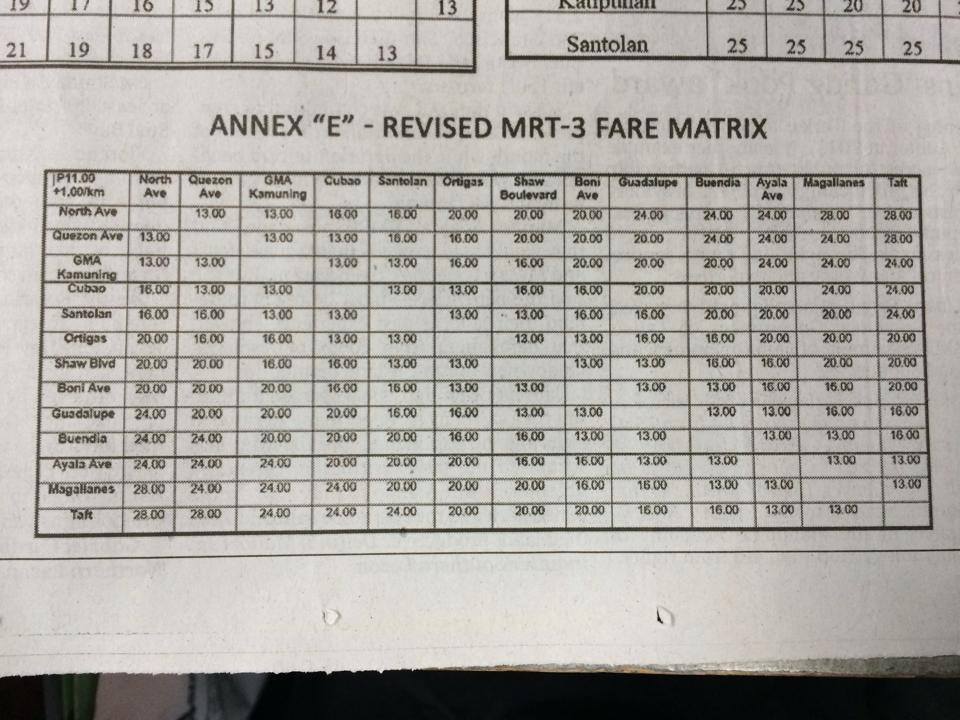 19 17 16 15 13 12 13
21 19 18 17 15 14 13
Katipunan 25 25 20 20
Santolan 25 25 25 25
ANNEX “E” - REVISED MRT-3 FARE MATRIX
P11.00 +1.00/km North Ave Quezon Ave GMA Kamuning Cubao Santolan Ortigas Shaw Boulevard Boni Ave Guadalupe Buendia Ayala Ave Magallanes Taft
North Ave 13.00 13.00 16.00 16.00 20.00 20.00 20.00 24.00 24.00 24.00 28.00 28.00
Quezon Ave 13.00 13.00 13.00 16.00 16.00 20.00 20.00 20.00 24.00 24.00 24.00 28.00
GMA Kamuning 13.00 13.00 13.00 13.00 16.00 16.00 20.00 20.00 20.00 24.00 24.00 24.00
Cubao 16.00 13.00 13.00 13.00 13.00 16.00 16.00 20.00 20.00 20.00 24.00 24.00
Santolan 16.00 16.00 13.00 13.00 13.00 13.00 16.00 16.00 20.00 20.00 20.00 24.00
Ortigas 20.00 16.00 16.00 13.00 13.00 13.00 13.00 16.00 16.00 20.00 20.00 20.00
Shaw Blvd 20.00 20.00 16.00 16.00 13.00 13.00 13.00 13.00 16.00 16.00 20.00 20.00
Boni Ave 20.00 20.00 20.00 16.00 16.00 13.00 13.00 13.00 13.00 16.00 16.00 20.00
Guadalupe 24.00 20.00 20.00 20.00 16.00 16.00 13.00 13.00 13.00 13.00 16.00 16.00
Buendia 24.00 24.00 20.00 20.00 20.00 16.00 16.00 13.00 13.00 13.00 13.00 16.00
Ayala Ave 24.00 24.00 24.00 20.00 20.00 20.00 16.00 16.00 13.00 13.00 13.00 13.00
Magallanes 28.00 24.00 24.00 24.00 20.00 20.00 20.00 16.00 16.00 13.00 13.00 13.00
Taft 28.00 28.00 24.00 24.00 24.00 20.00 20.00 20.00 16.00 16.00 13.00 13.00